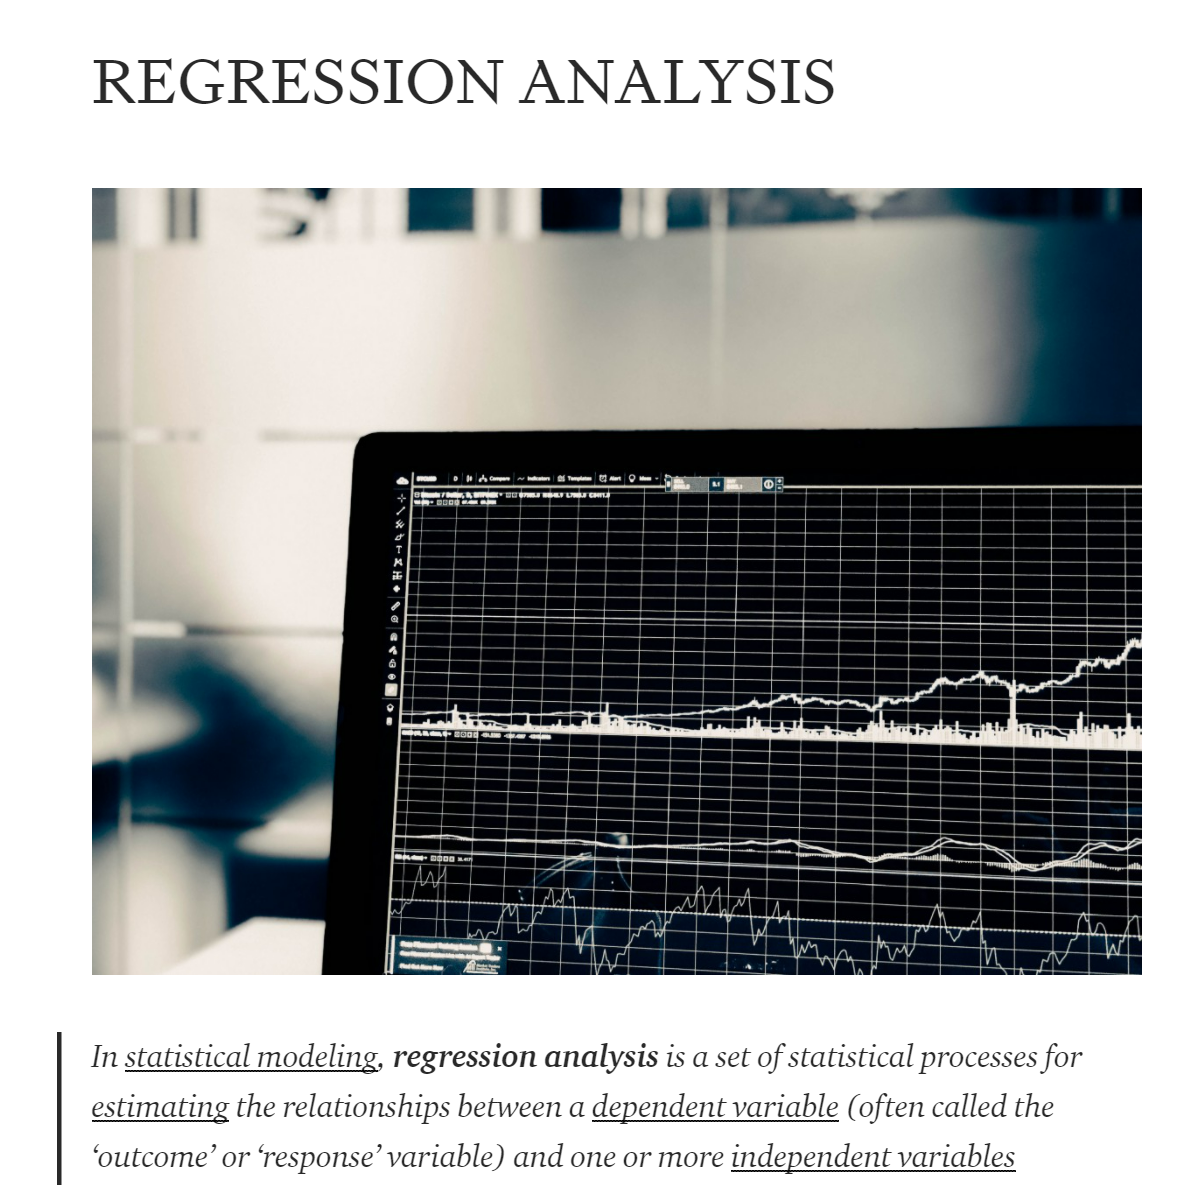 REGRESSION ANALYSIS
Compare
Indicators
Templates
Alert
In statistical modeling, regression analysis is a set of statistical processes for
estimating the relationships between a dependent variable (often called the
‘outcome’ or ‘response’ variable) and one or more independent variables